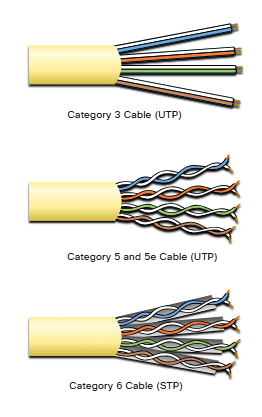 Category 3 Cable (UTP)
Category 5 and 5e Cable (UTP)
Category 6 Cable (STP)